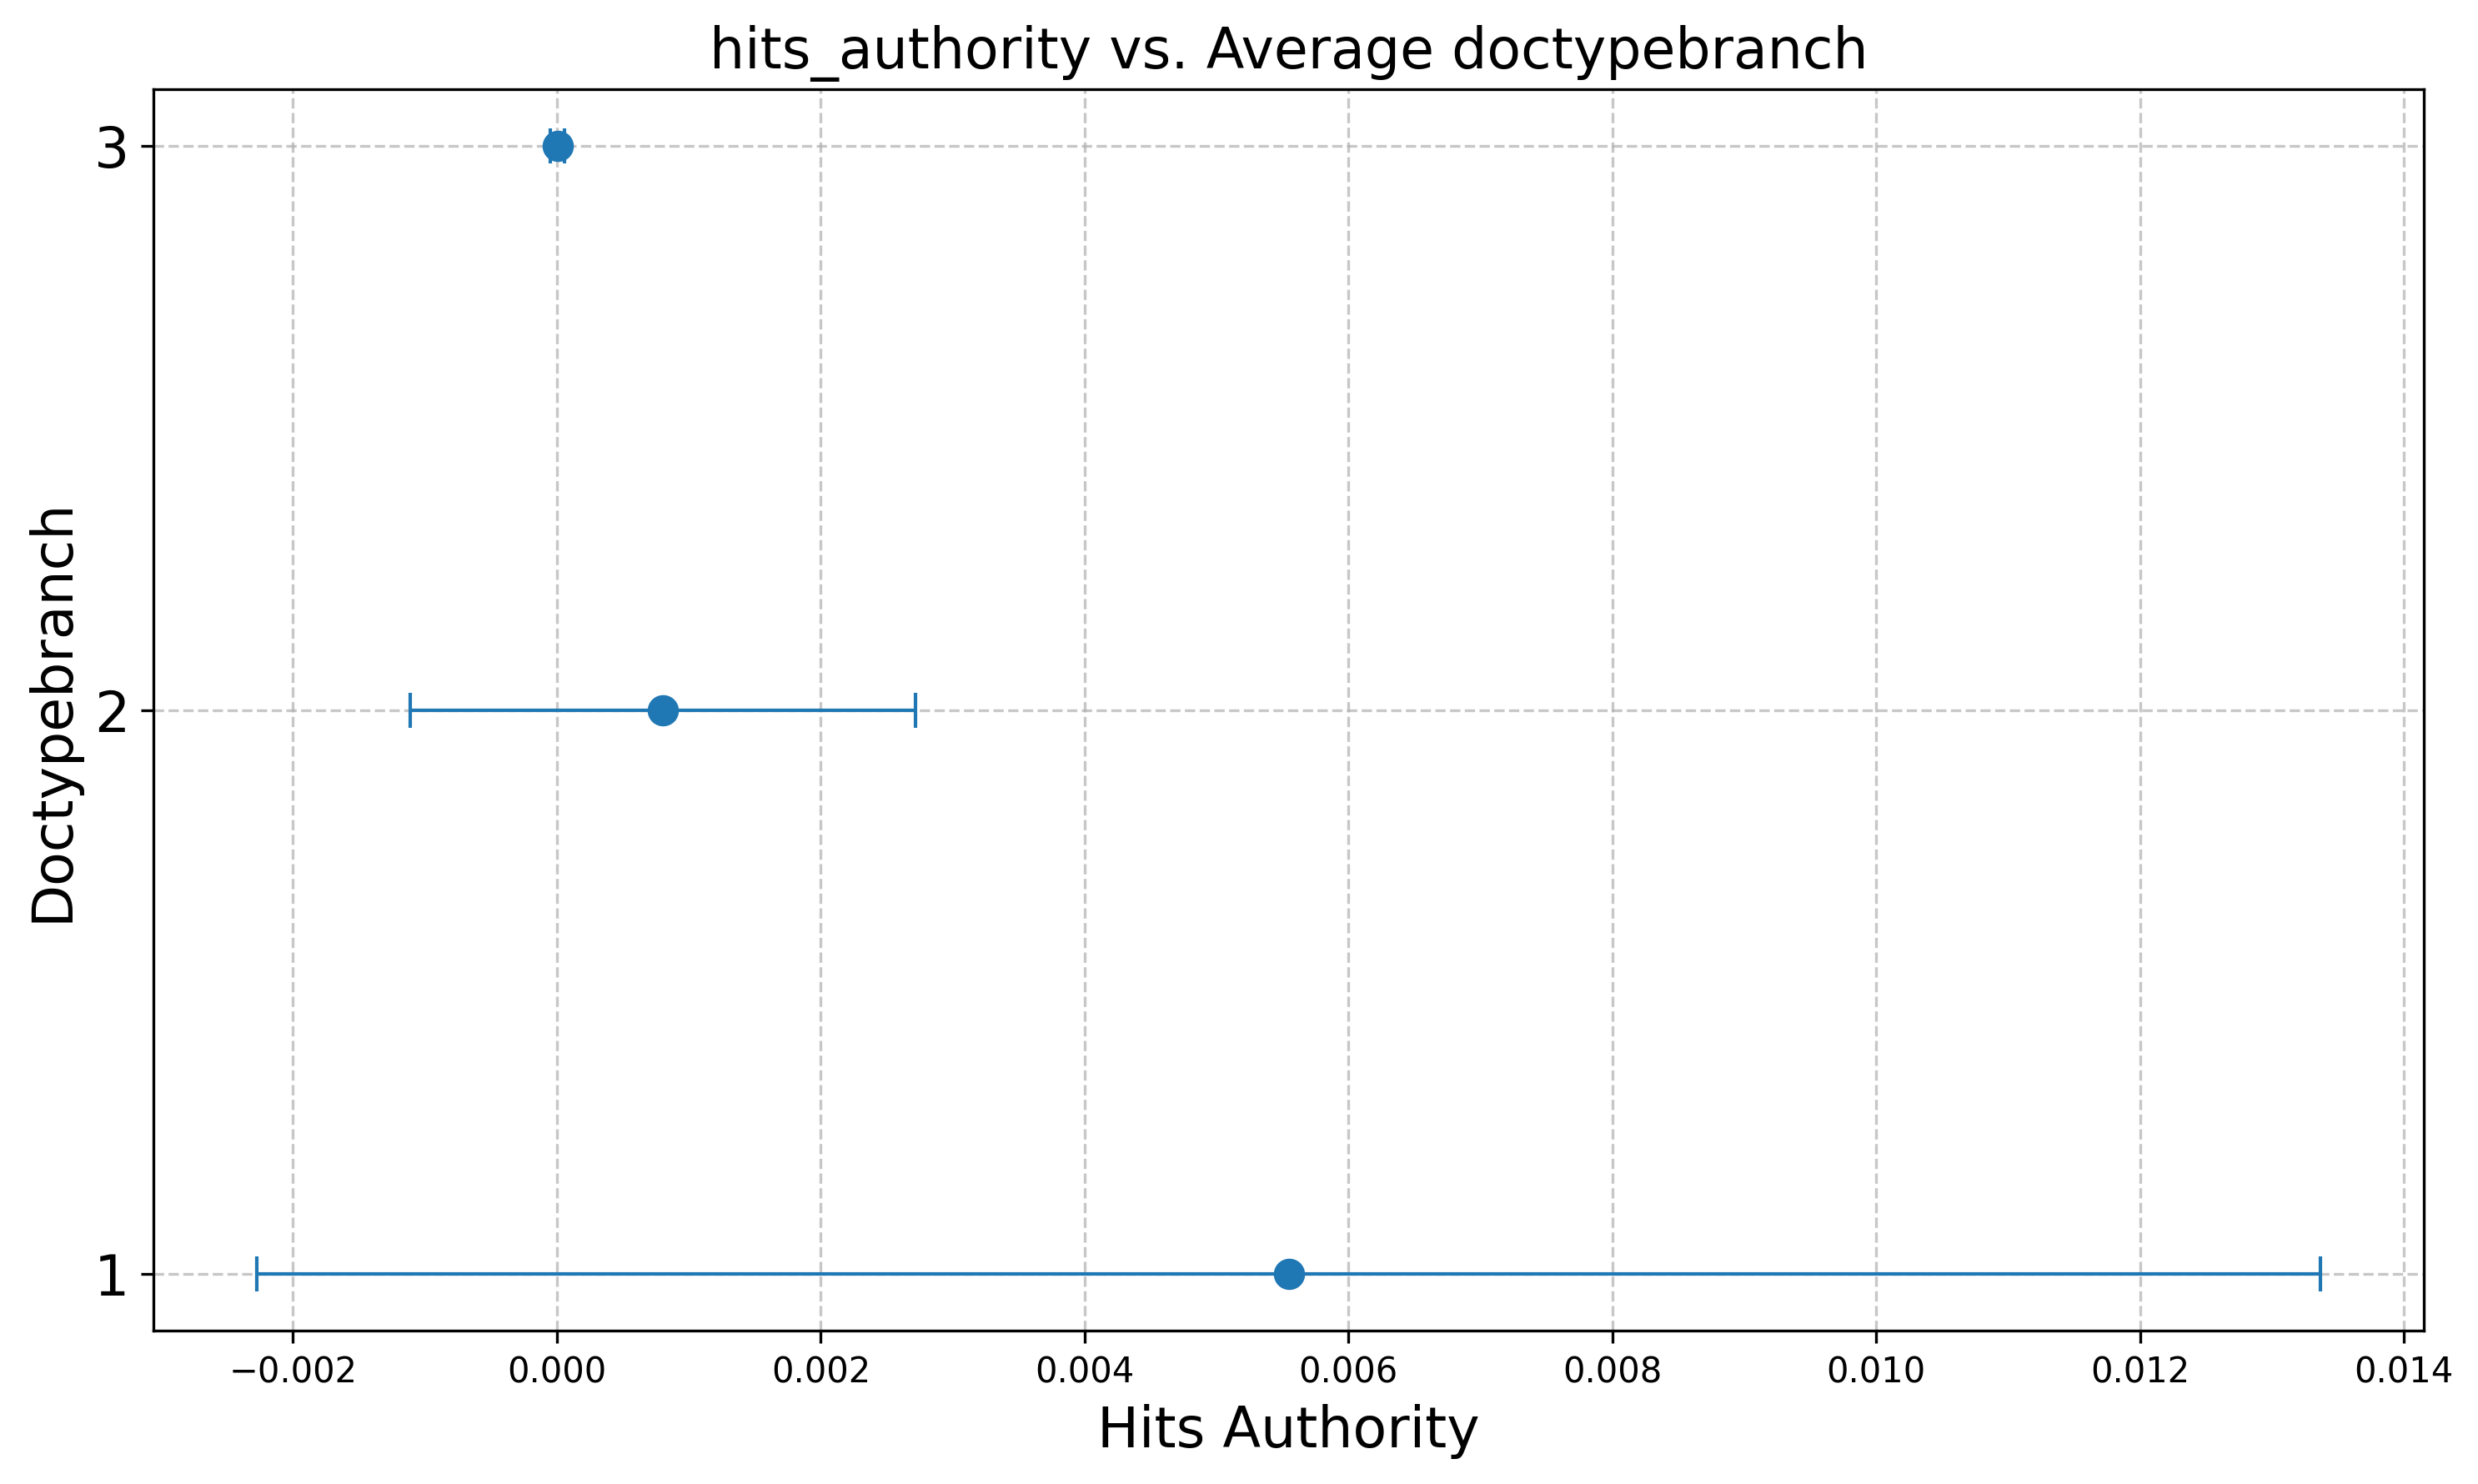 hits_authority vs. Average doctypebranch
3
2
1
Doctypebranch
−0.002 0.000 0.002 0.004 0.006 0.008 0.010 0.012 0.014
Hits Authority